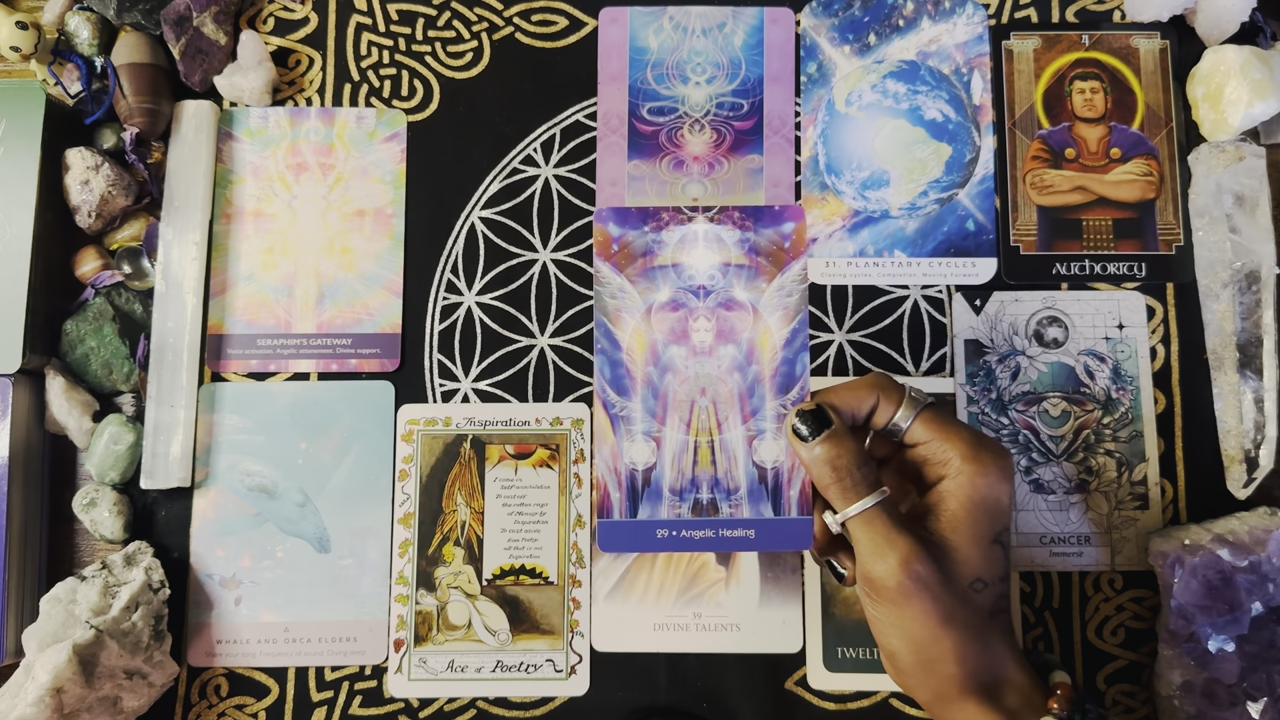 SERAPHIM'S GATEWAY
Voice activation. Angelic attunement. Divine support.
WHALE AND ORCA ELDERS
Share your song. Frequency of sound. Diving deep.
Inspiration
I come in
Self-annihilation
To cast off
the rotten rags
of Memory by
Inspiration
To cast aside
from Poetry
all that is not
Inspiration
Ace of Poetry
29 • Angelic Healing
39
DIVINE TALENTS
31. PLANETARY CYCLES
Closing cycles, Completion, Moving Forward
4
AUTHORITY
4
CANCER
Immerse
TWELT